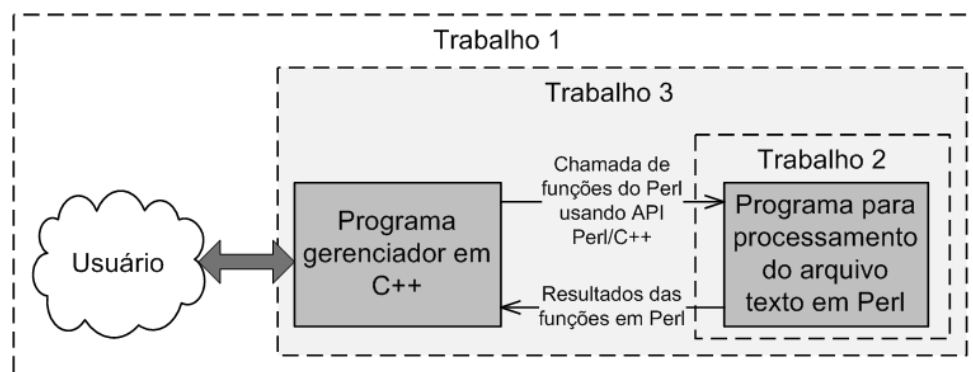 Trabalho 1
Trabalho 3
Trabalho 2
Usuário
Programa
gerenciador em
C++
Chamada de
funções do Perl
usando API
Perl/C++
Resultados das
funções em Perl
Programa para
processamento
do arquivo
texto em Perl